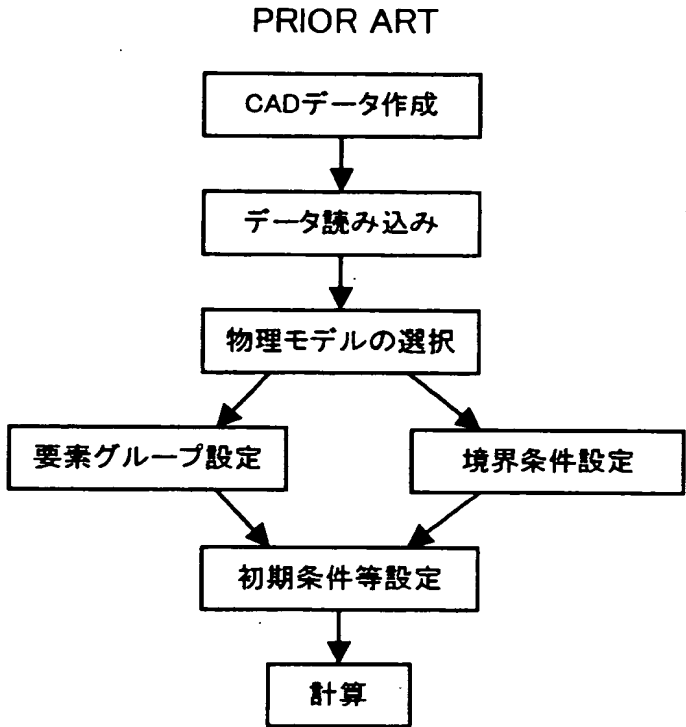 PRIOR ART
CADデータ作成
データ読み込み
物理モデルの選択
要素グループ設定
境界条件設定
初期条件等設定
計算